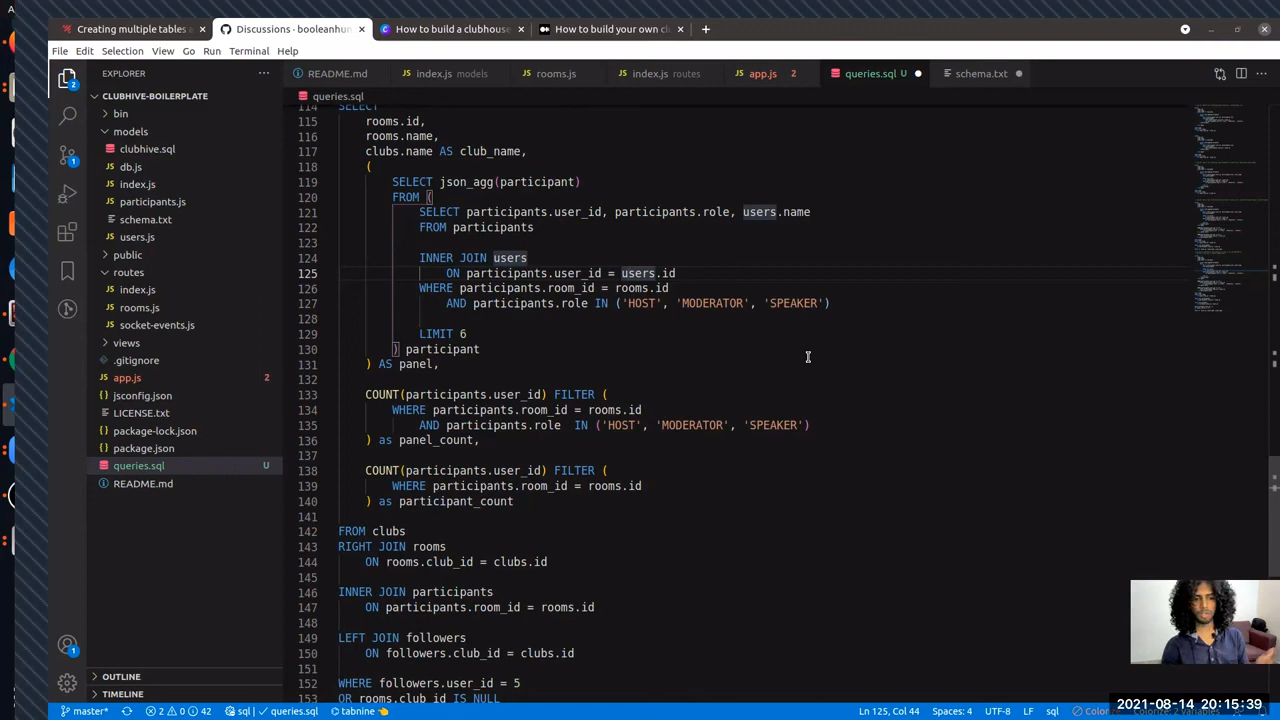 Creating multiple tables a
Discussions · booleanhun
How to build a clubhouse
How to build your own cl
File Edit Selection View Go Run Terminal Help
EXPLORER
README.md
index.js models
rooms.js
index.js routes
app.js 2
queries.sql U
schema.txt
CLUBHIVE-BOILERPLATE
bin
models
clubhive.sql
db.js
index.js
participants.js
schema.txt
users.js
public
routes
index.js
rooms.js
socket-events.js
views
.gitignore
app.js 2
jsconfig.json
LICENSE.txt
package-lock.json
package.json
queries.sql U
README.md
OUTLINE
TIMELINE
queries.sql
114 SELECT
115 rooms.id,
116 rooms.name,
117 clubs.name AS club_name,
118 (
119 SELECT json_agg(participant)
120 FROM (
121 SELECT participants.user_id, participants.role, users.name
122 FROM participants
123
124 INNER JOIN users
125 ON participants.user_id = users.id
126 WHERE participants.room_id = rooms.id
127 AND participants.role IN ('HOST', 'MODERATOR', 'SPEAKER')
128
129 LIMIT 6
130 ) participant
131 ) AS panel,
132
133 COUNT(participants.user_id) FILTER (
134 WHERE participants.room_id = rooms.id
135 AND participants.role  IN ('HOST', 'MODERATOR', 'SPEAKER')
136 ) as panel_count,
137
138 COUNT(participants.user_id) FILTER (
139 WHERE participants.room_id = rooms.id
140 ) as participant_count
141
142 FROM clubs
143 RIGHT JOIN rooms
144 ON rooms.club_id = clubs.id
145
146 INNER JOIN participants
147 ON participants.room_id = rooms.id
148
149 LEFT JOIN followers
150 ON followers.club_id = clubs.id
151
152 WHERE followers.user_id = 5
153 OR rooms.club_id IS NULL
master* 2 0 42 sql queries.sql tabnine Ln 125, Col 44 Spaces: 4 UTF-8 LF sql
2021-08-14 20:15:39